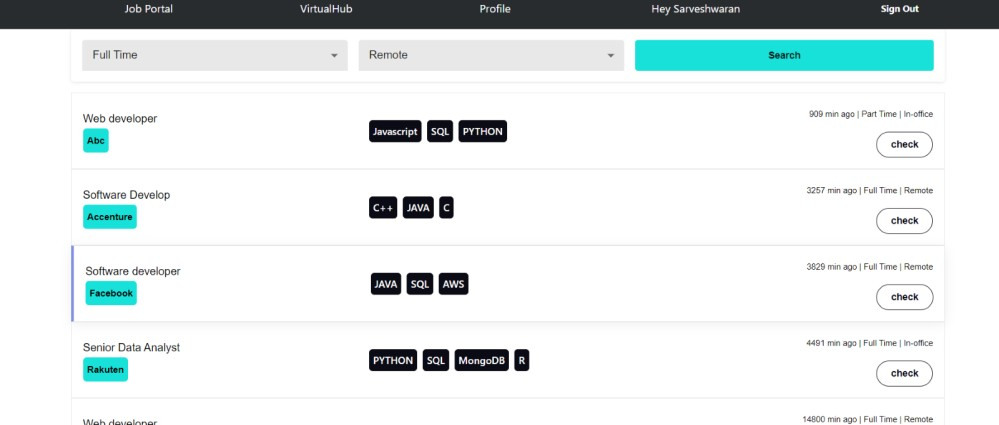 Job Portal VirtualHub Profile Hey Sarveshwaran Sign Out
Full Time Remote Search
Web developer
Abc
Javascript SQL PYTHON
909 min ago | Part Time | In-office
check
Software Develop
Accenture
C++ JAVA C
3257 min ago | Full Time | Remote
check
Software developer
Facebook
JAVA SQL AWS
3829 min ago | Full Time | Remote
check
Senior Data Analyst
Rakuten
PYTHON SQL MongoDB R
4491 min ago | Full Time | In-office
check
Web developer
14800 min ago | Full Time | Remote